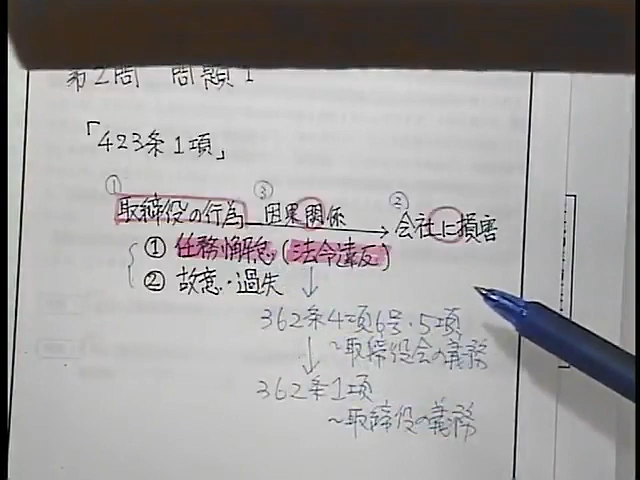 第2問 問題1
「423条1項」
① ③ ②
取締役の行為 因果関係 会社に損害
① 任務懈怠(法令違反)
② 故意・過失
362条4項6号・5項
~取締役会の義務
362条1項
~取締役の義務